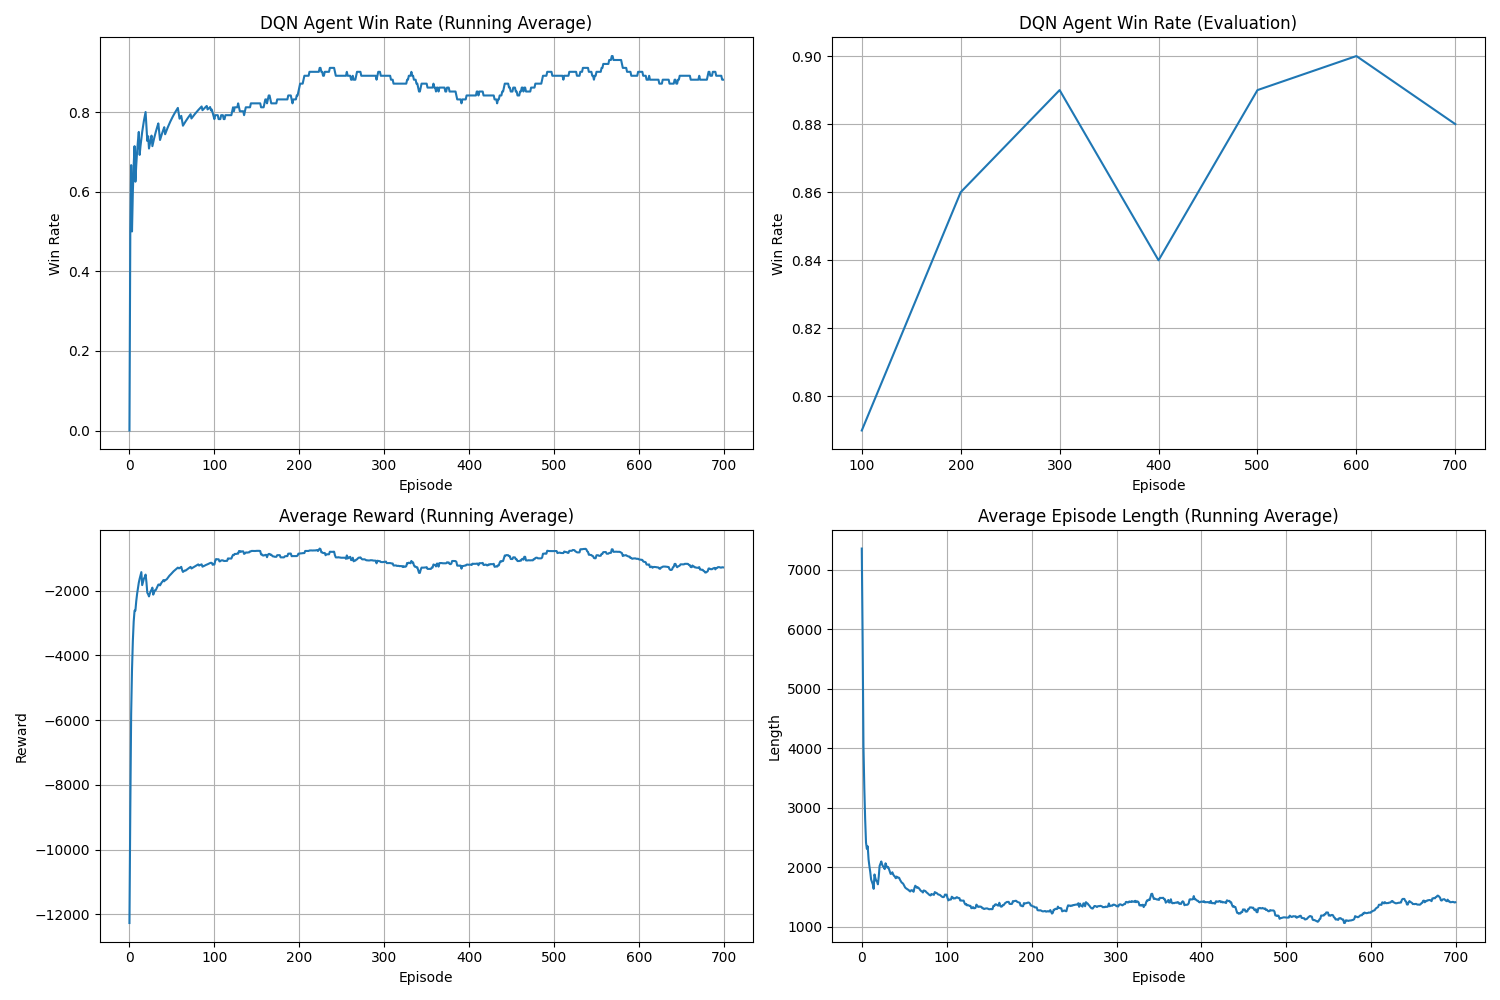 DQN Agent Win Rate (Running Average)
Win Rate
0.8
0.6
0.4
0.2
0.0
0 100 200 300 400 500 600 700
Episode
DQN Agent Win Rate (Evaluation)
Win Rate
0.90
0.88
0.86
0.84
0.82
0.80
100 200 300 400 500 600 700
Episode
Average Reward (Running Average)
Reward
−2000
−4000
−6000
−8000
−10000
−12000
0 100 200 300 400 500 600 700
Episode
Average Episode Length (Running Average)
Length
7000
6000
5000
4000
3000
2000
1000
0 100 200 300 400 500 600 700
Episode